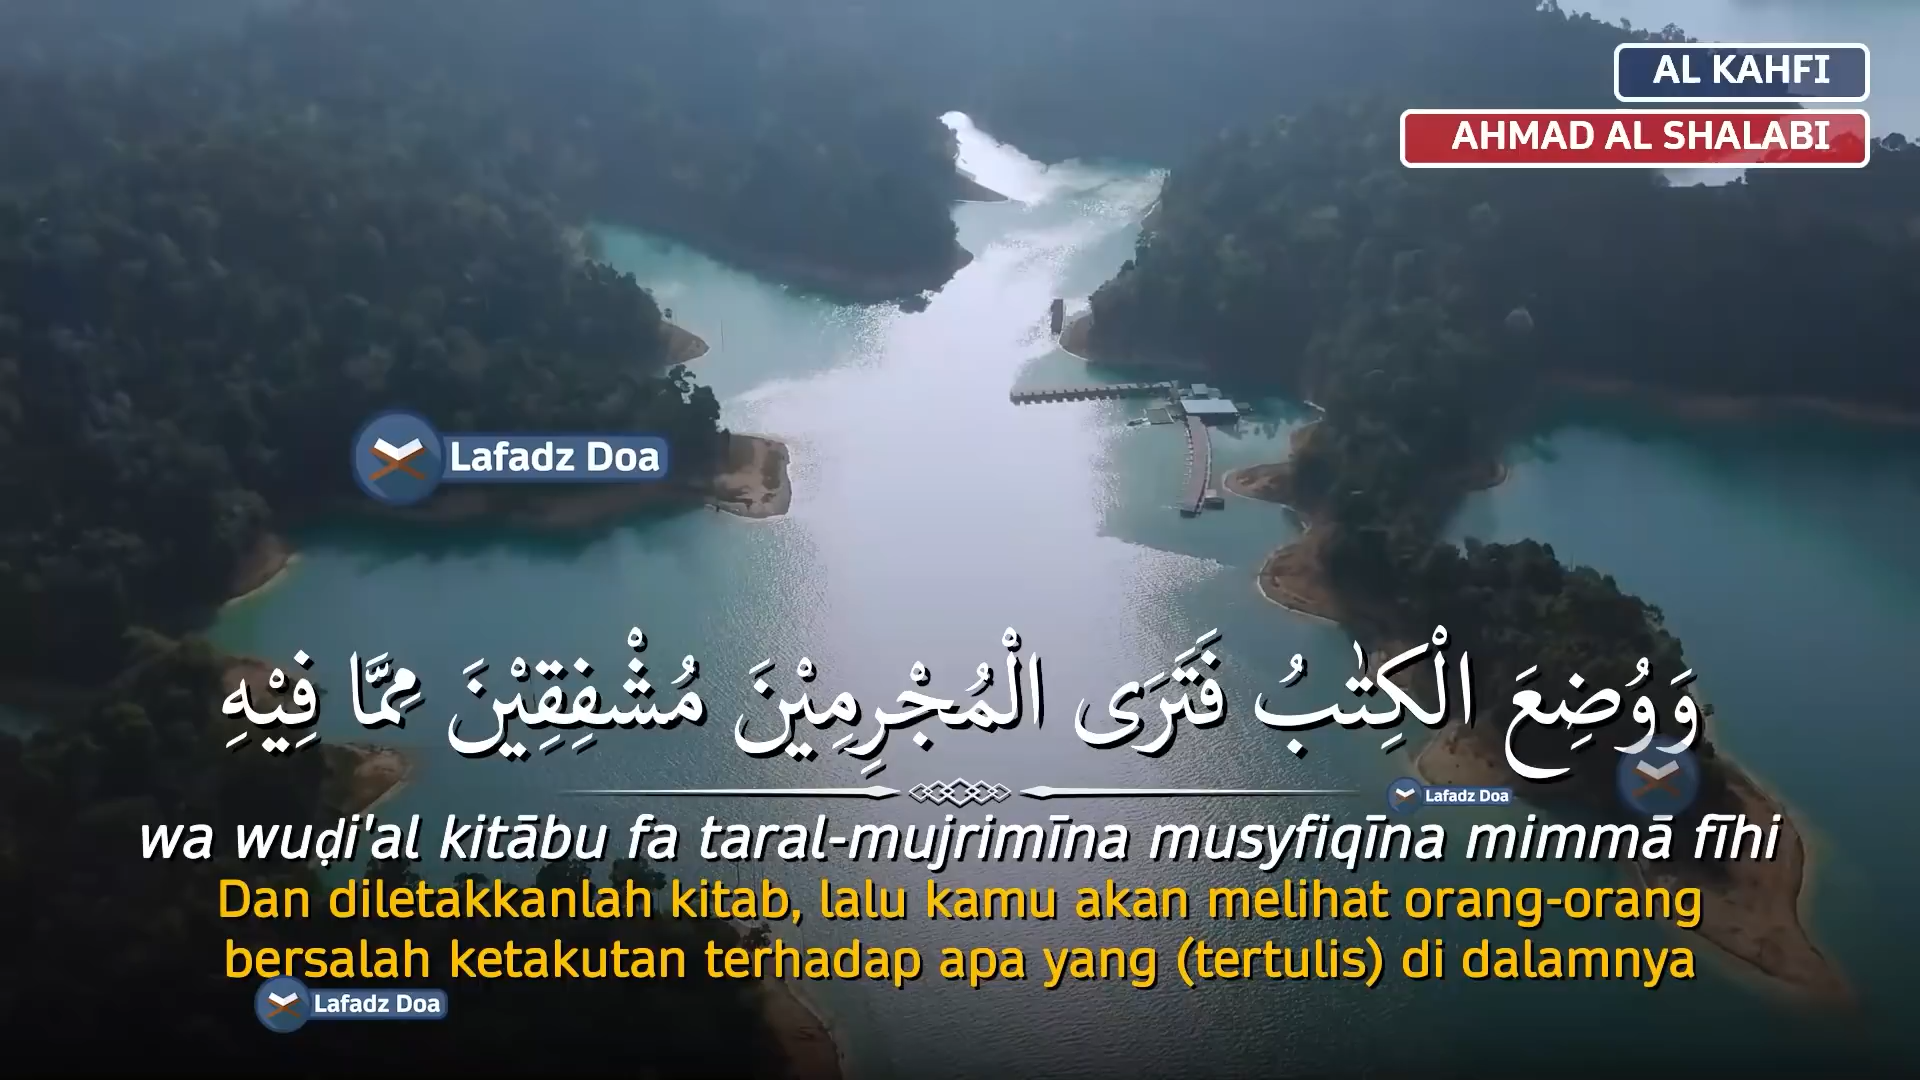 AL KAHFI
AHMAD AL SHALABI
Lafadz Doa
وَوُضِعَ الْكِتٰبُ فَتَرَى الْمُجْرِمِيْنَ مُشْفِقِيْنَ مِمَّا فِيْهِ
Lafadz Doa
wa wuḍi'al kitābu fa taral-mujrimīna musyfiqīna mimmā fīhi
Dan diletakkanlah kitab, lalu kamu akan melihat orang-orang
bersalah ketakutan terhadap apa yang (tertulis) di dalamnya
Lafadz Doa